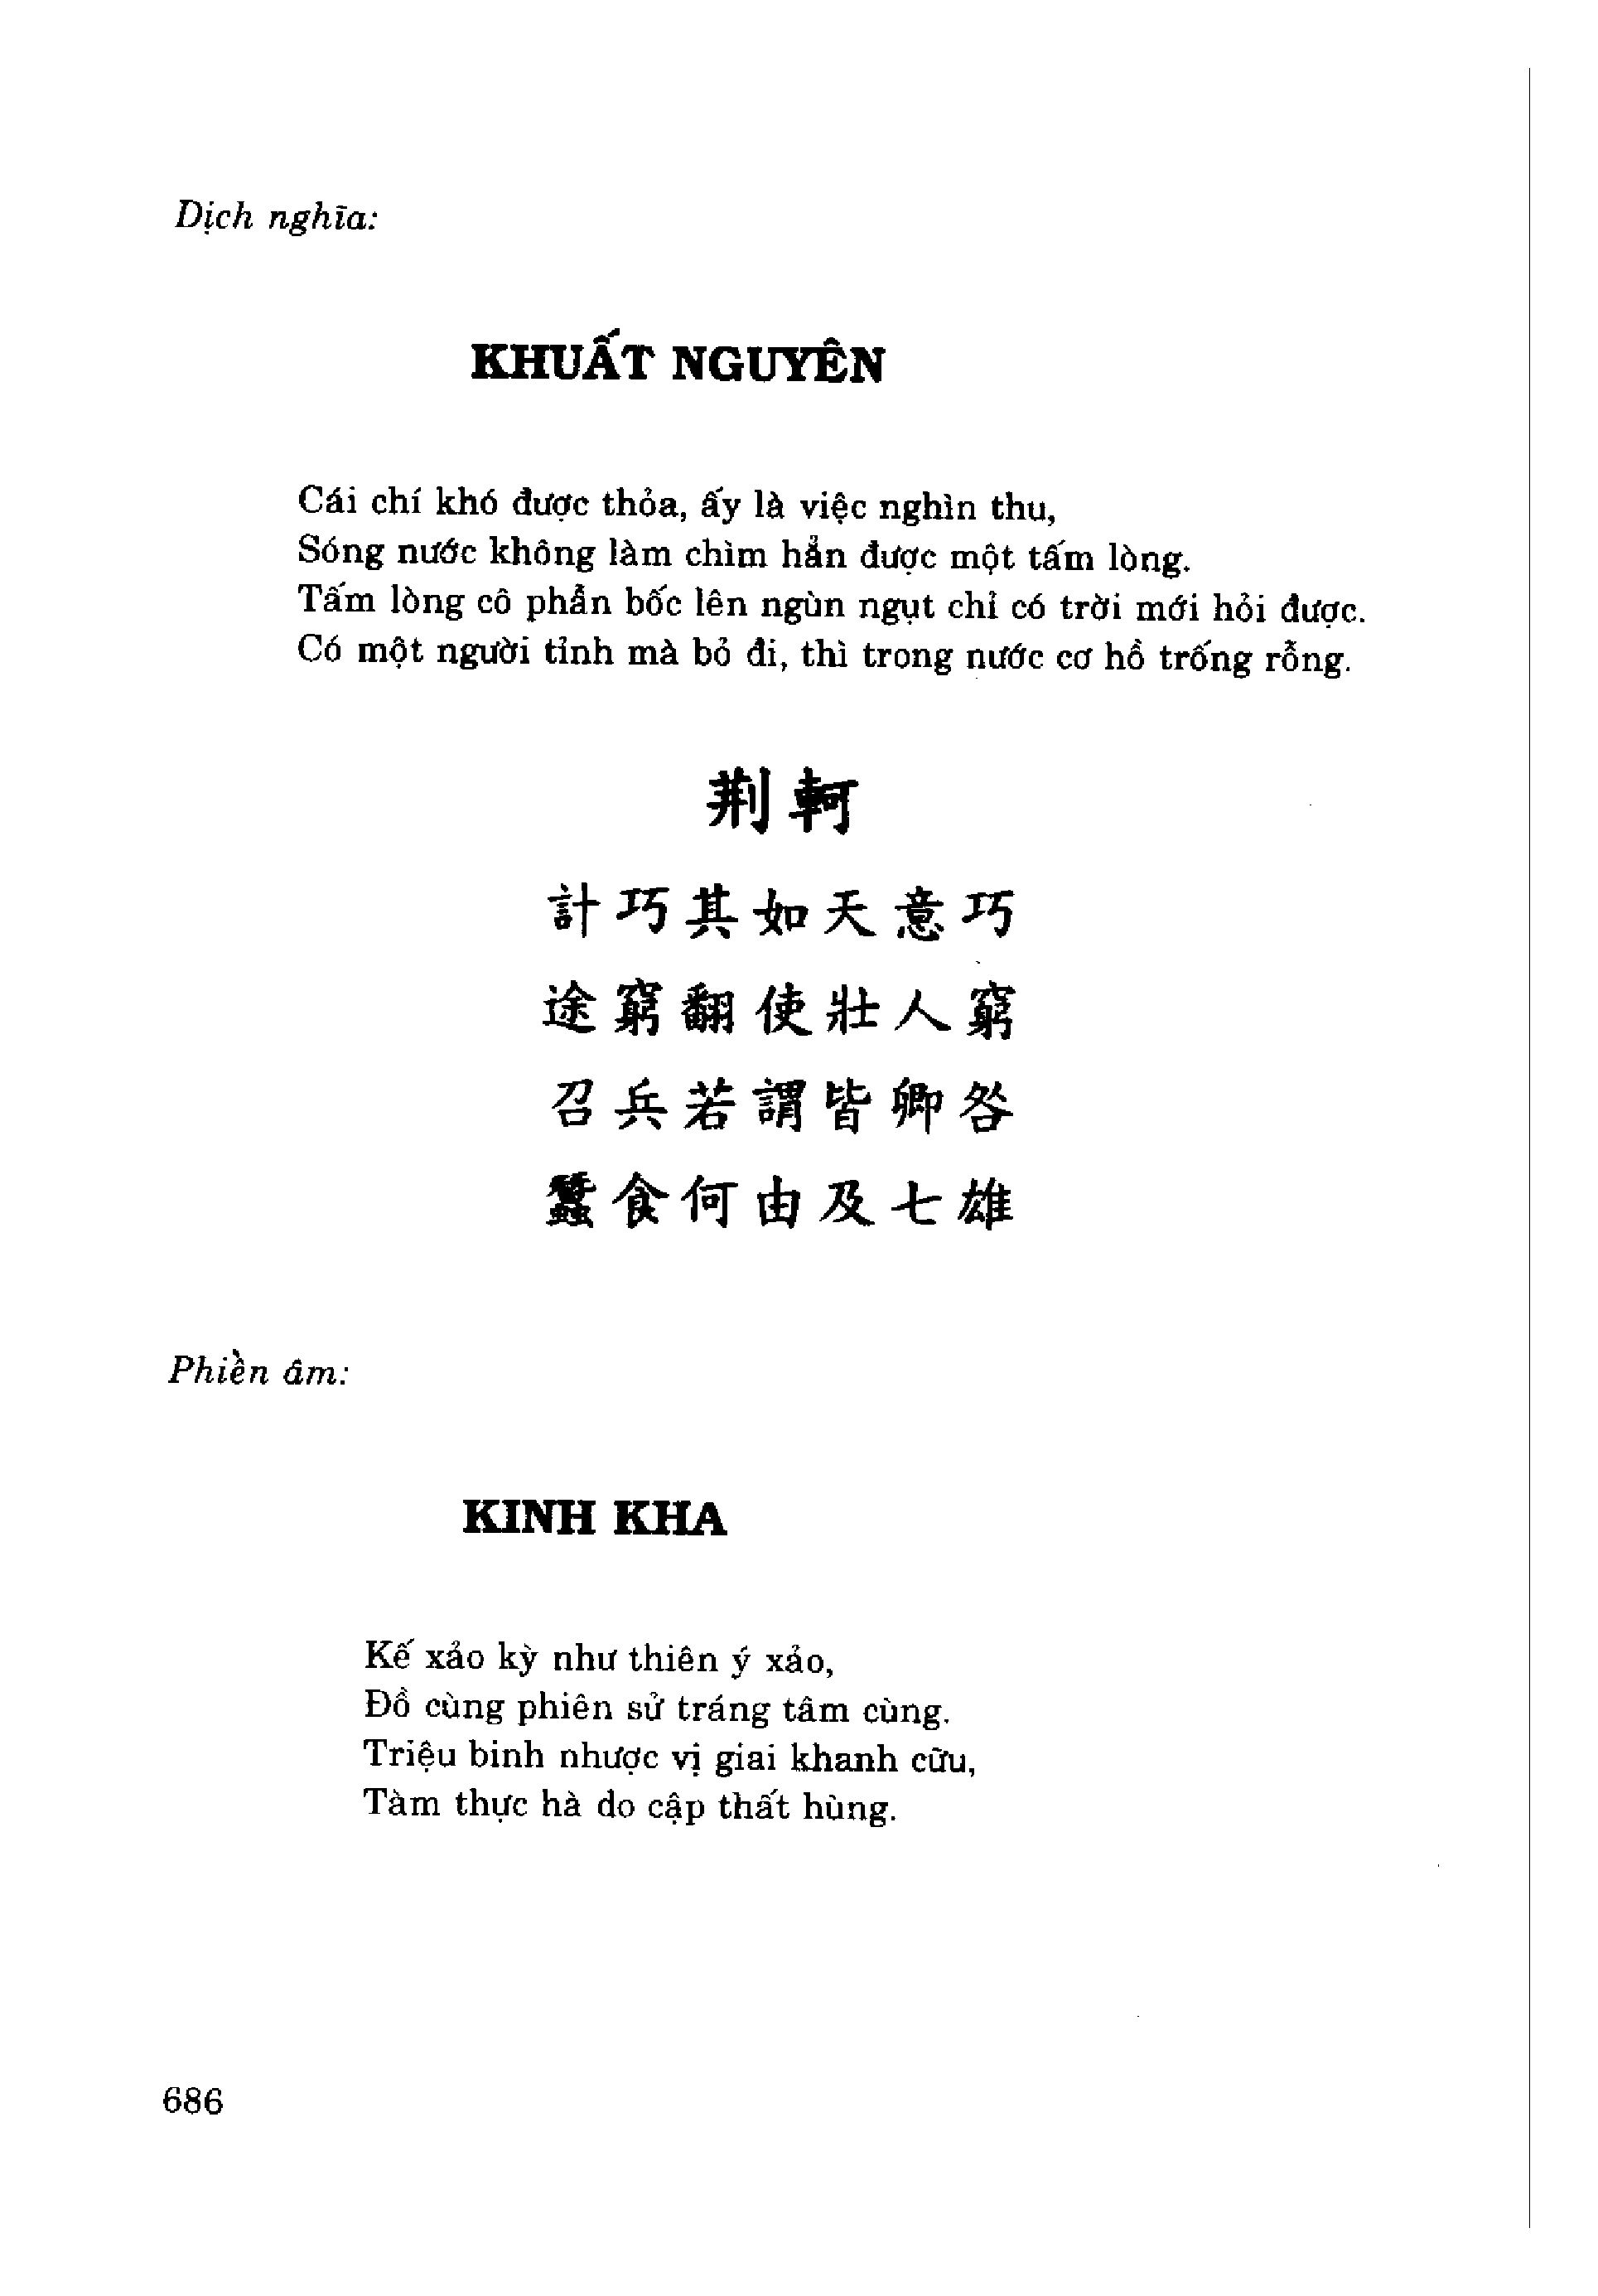 Dịch nghĩa:
KHUẤT NGUYÊN
Cái chí khó được thỏa, ấy là việc nghìn thu,
Sóng nước không làm chìm hẳn được một tấm lòng.
Tấm lòng cô phẫn bốc lên ngùn ngụt chỉ có trời mới hỏi được.
Có một người tỉnh mà bỏ đi, thì trong nước cơ hồ trống rỗng.
荆軻
計巧其如天意巧
途窮翻使壯人窮
召兵若謂皆卿咎
蠶食何由及七雄
Phiên âm:
KINH KHA
Kế xảo kỳ như thiên ý xảo,
Đồ cùng phiên sử tráng tâm cùng.
Triệu binh nhược vị giai khanh cữu,
Tàm thực hà do cập thất hùng.
686